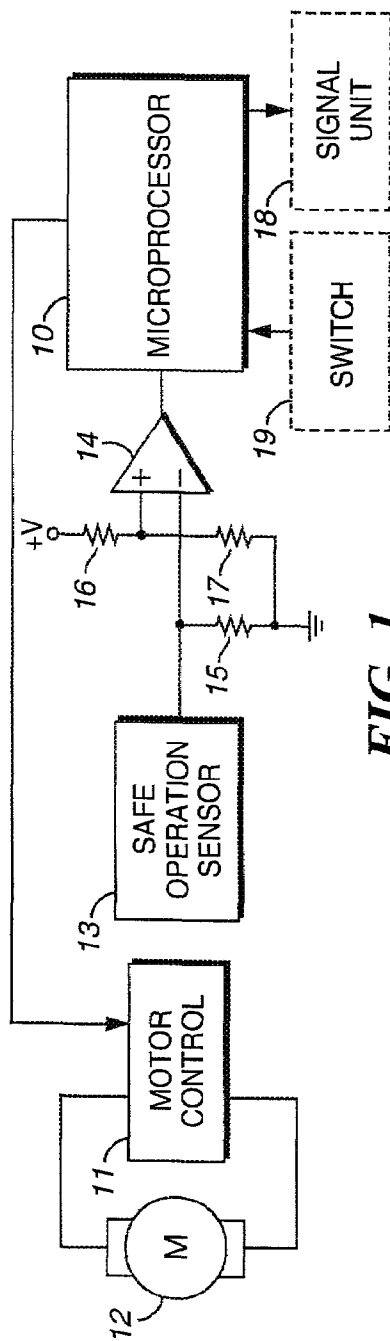 12
M
11
MOTOR
CONTROL
13
SAFE
OPERATION
SENSOR
+V
16
14
+
−
15
17
10
MICROPROCESSOR
19
SWITCH
18
SIGNAL
UNIT
FIG. 1